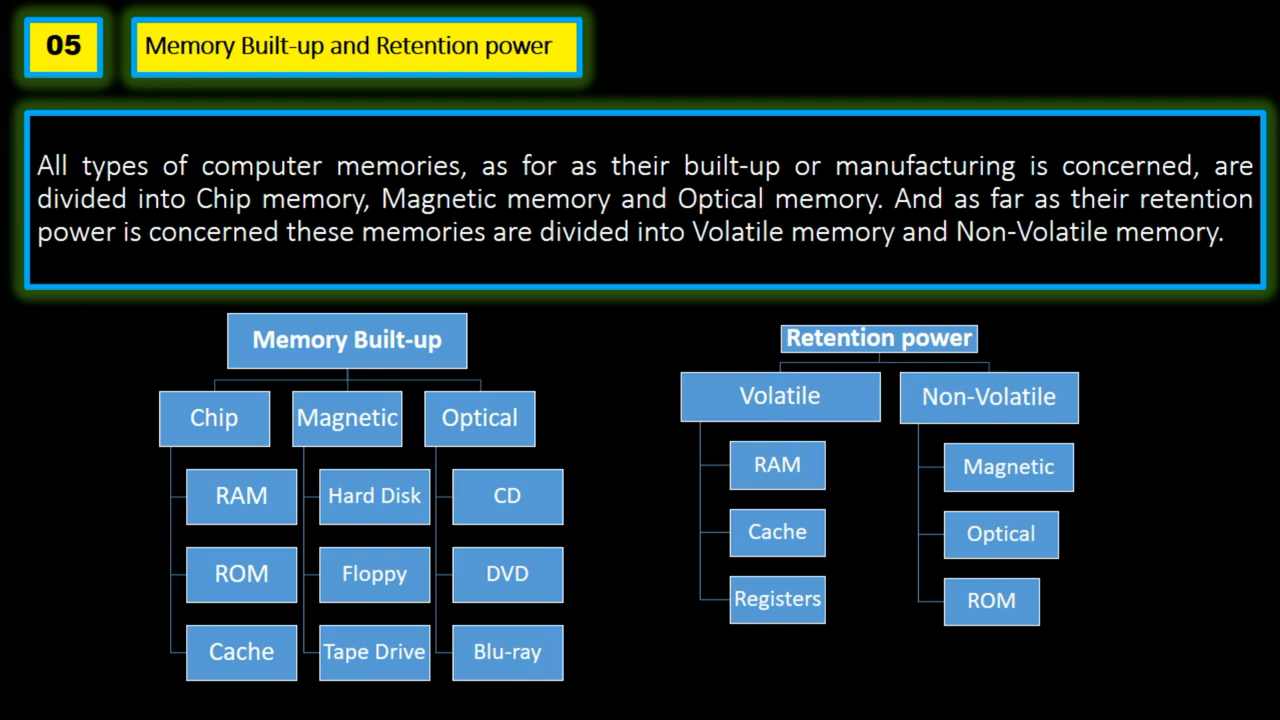 05
Memory Built-up and Retention power
All types of computer memories, as for as their built-up or manufacturing is concerned, are
divided into Chip memory, Magnetic memory and Optical memory. And as far as their retention
power is concerned these memories are divided into Volatile memory and Non-Volatile memory.
Memory Built-up
Chip
Magnetic
Optical
RAM
Hard Disk
CD
ROM
Floppy
DVD
Cache
Tape Drive
Blu-ray
Retention power
Volatile
Non-Volatile
RAM
Magnetic
Cache
Optical
Registers
ROM